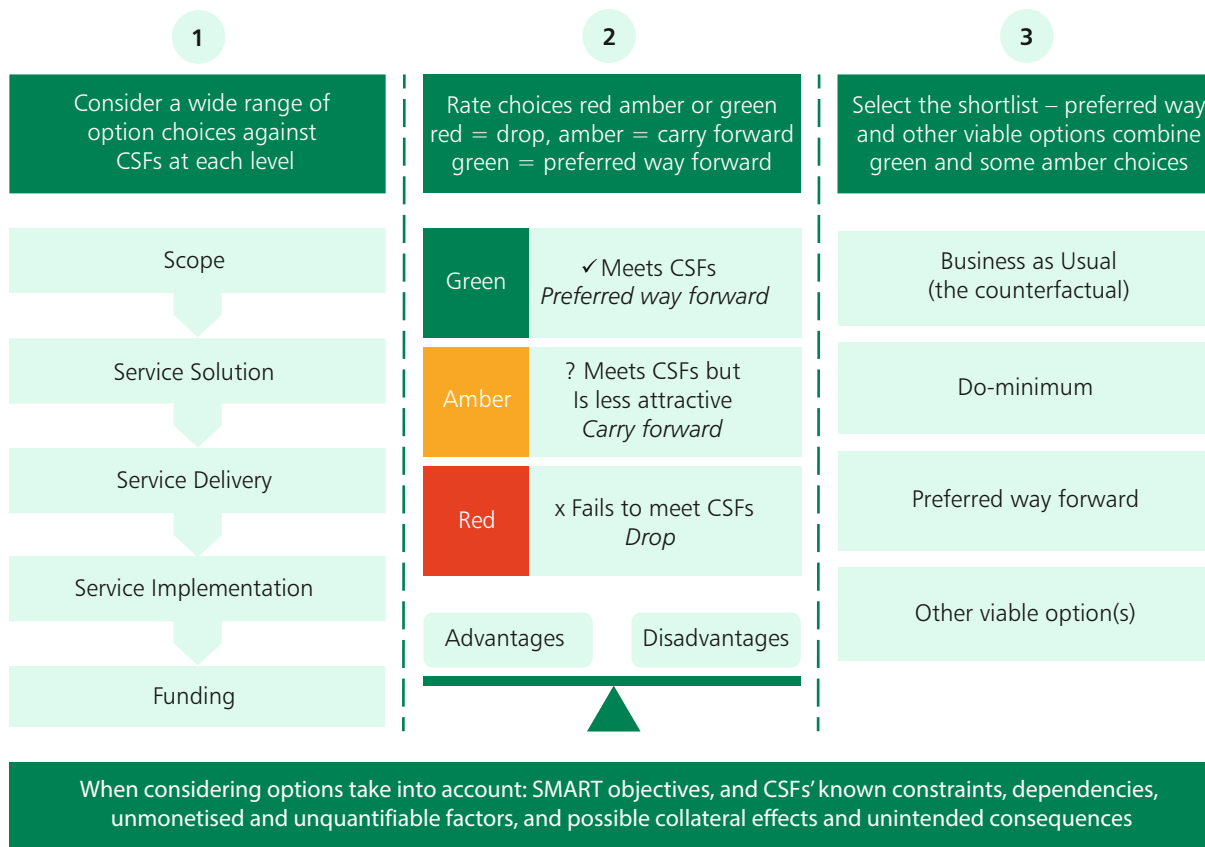 1
Consider a wide range of
option choices against
CSFs at each level
Scope
Service Solution
Service Delivery
Service Implementation
Funding
2
Rate choices red amber or green
red = drop, amber = carry forward
green = preferred way forward
Green
✓ Meets CSFs
Preferred way forward
Amber
? Meets CSFs but
Is less attractive
Carry forward
Red
x Fails to meet CSFs
Drop
Advantages
Disadvantages
3
Select the shortlist – preferred way
and other viable options combine
green and some amber choices
Business as Usual
(the counterfactual)
Do-minimum
Preferred way forward
Other viable option(s)
When considering options take into account: SMART objectives, and CSFs’ known constraints, dependencies,
unmonetised and unquantifiable factors, and possible collateral effects and unintended consequences